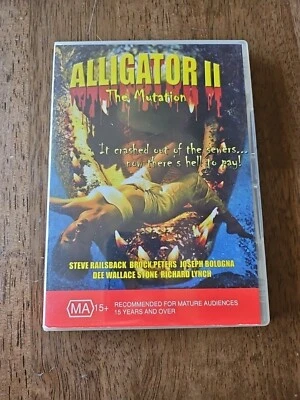 ALLIGATOR II
The Mutation
It crashed out of the sewers...
now there's hell to pay!
STEVE RAILSBACK BROCK PETERS JOSEPH BOLOGNA
DEE WALLACE STONE RICHARD LYNCH
MA 15+
RECOMMENDED FOR MATURE AUDIENCES
15 YEARS AND OVER